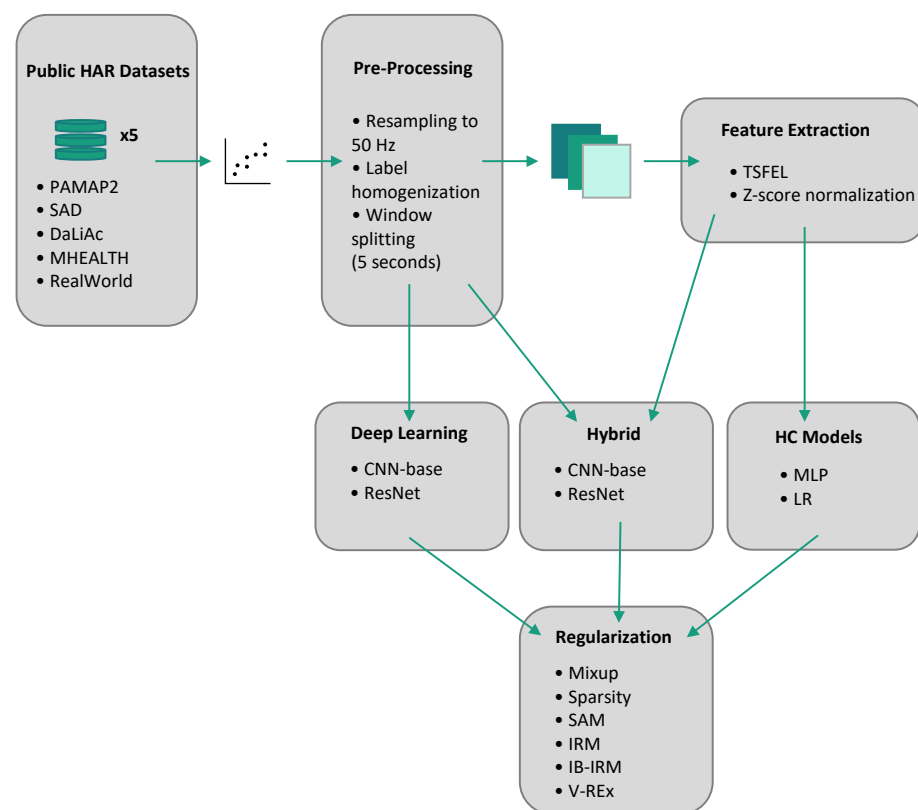 Public HAR Datasets
x5
• PAMAP2
• SAD
• DaLiAc
• MHEALTH
• RealWorld
Pre-Processing
• Resampling to
50 Hz
• Label
homogenization
• Window
splitting
(5 seconds)
Feature Extraction
• TSFEL
• Z-score normalization
Deep Learning
• CNN-base
• ResNet
Hybrid
• CNN-base
• ResNet
HC Models
• MLP
• LR
Regularization
• Mixup
• Sparsity
• SAM
• IRM
• IB-IRM
• V-REx